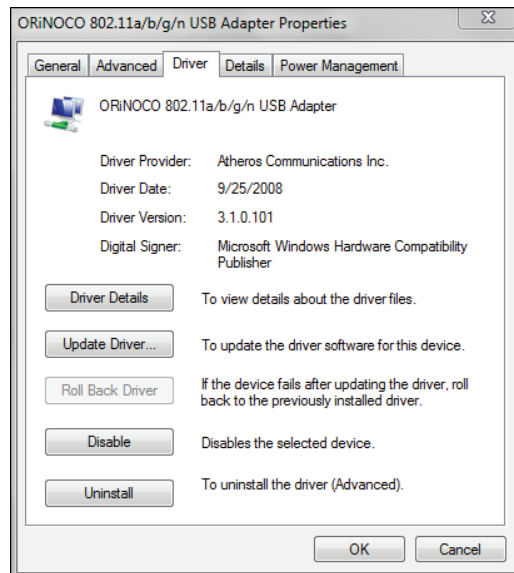 ORiNOCO 802.11a/b/g/n USB Adapter Properties
General Advanced Driver Details Power Management
ORiNOCO 802.11a/b/g/n USB Adapter
Driver Provider: Atheros Communications Inc.
Driver Date: 9/25/2008
Driver Version: 3.1.0.101
Digital Signer: Microsoft Windows Hardware Compatibility
Publisher
Driver Details To view details about the driver files.
Update Driver... To update the driver software for this device.
Roll Back Driver If the device fails after updating the driver, roll
back to the previously installed driver.
Disable Disables the selected device.
Uninstall To uninstall the driver (Advanced).
OK Cancel